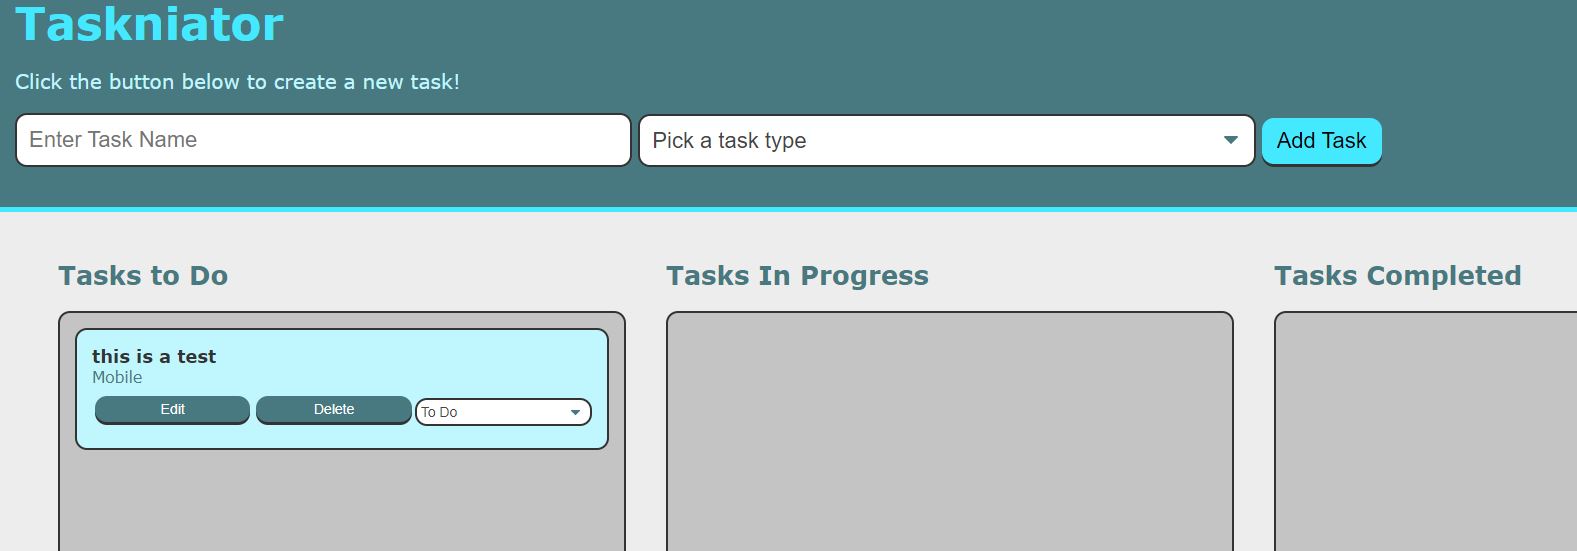 Taskniator
Click the button below to create a new task!
Enter Task Name
Pick a task type
Add Task
Tasks to Do
Tasks In Progress
Tasks Completed
this is a test
Mobile
Edit
Delete
To Do